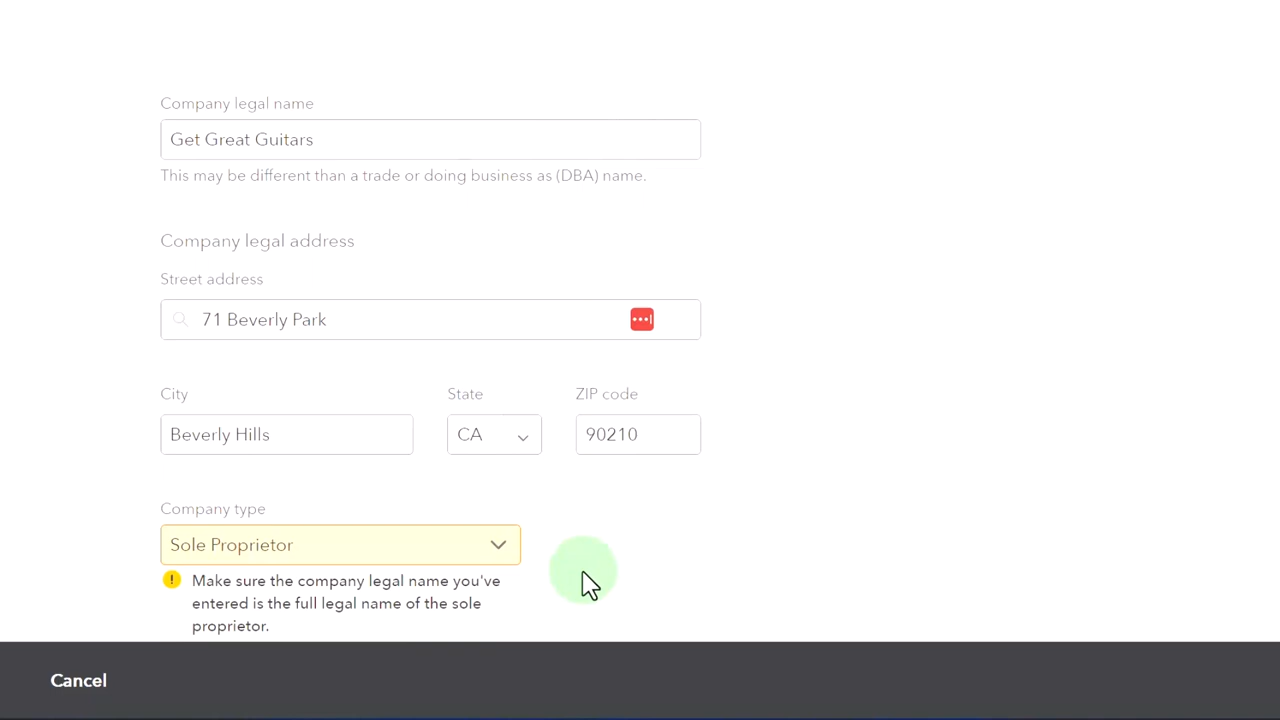 Company legal name
Get Great Guitars
This may be different than a trade or doing business as (DBA) name.
Company legal address
Street address
71 Beverly Park
City State ZIP code
Beverly Hills CA 90210
Company type
Sole Proprietor
Make sure the company legal name you've
entered is the full legal name of the sole
proprietor.
Cancel